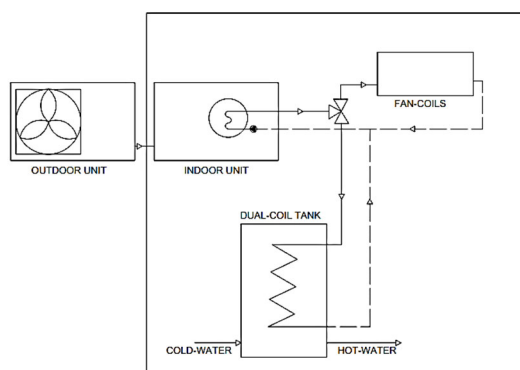 FAN-COILS
OUTDOOR UNIT
INDOOR UNIT
DUAL-COIL TANK
COLD-WATER
HOT-WATER